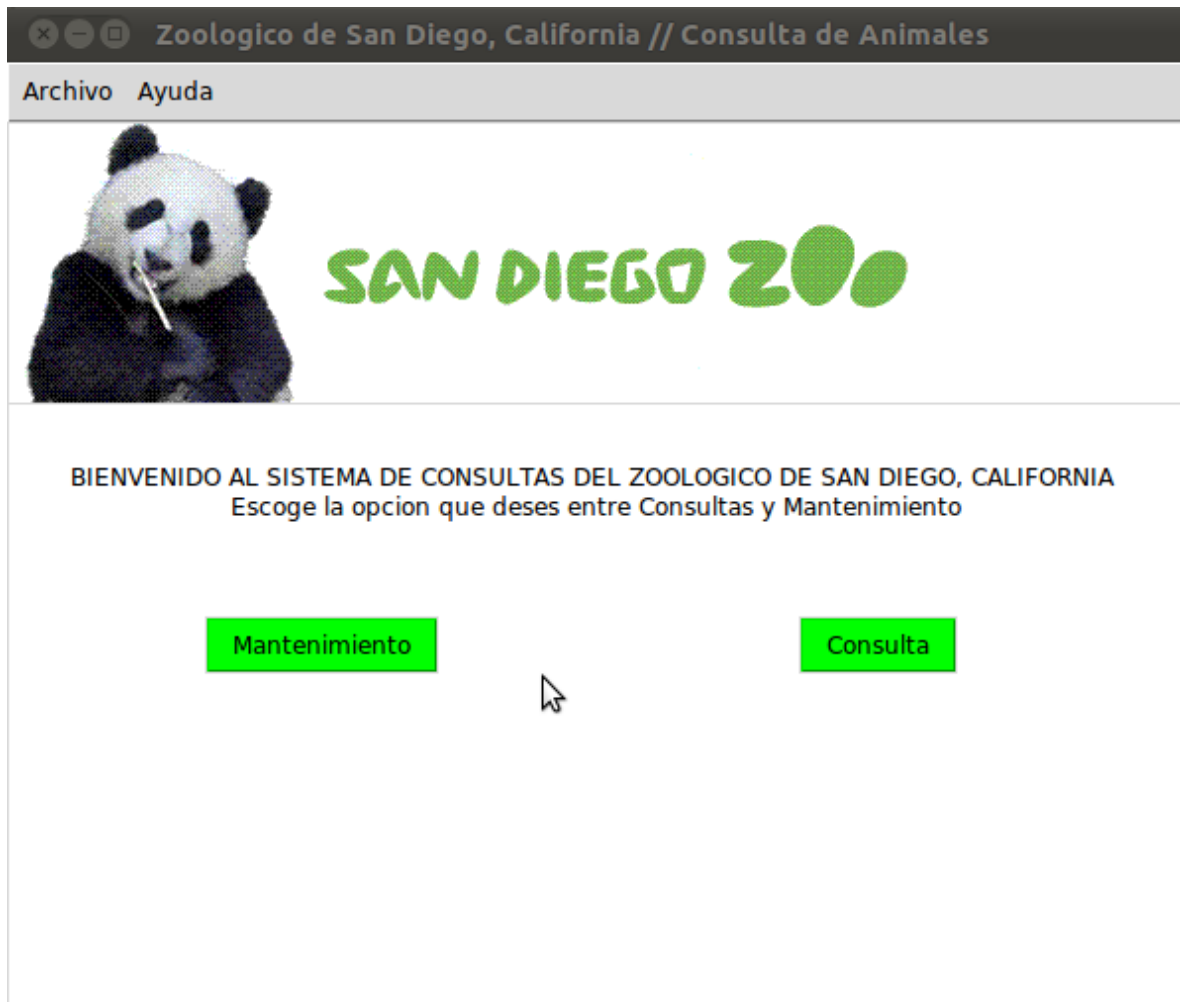 Zoologico de San Diego, California // Consulta de Animales
Archivo Ayuda
SAN DIEGO ZOO
BIENVENIDO AL SISTEMA DE CONSULTAS DEL ZOOLOGICO DE SAN DIEGO, CALIFORNIA
Escoge la opcion que deses entre Consultas y Mantenimiento
Mantenimiento Consulta